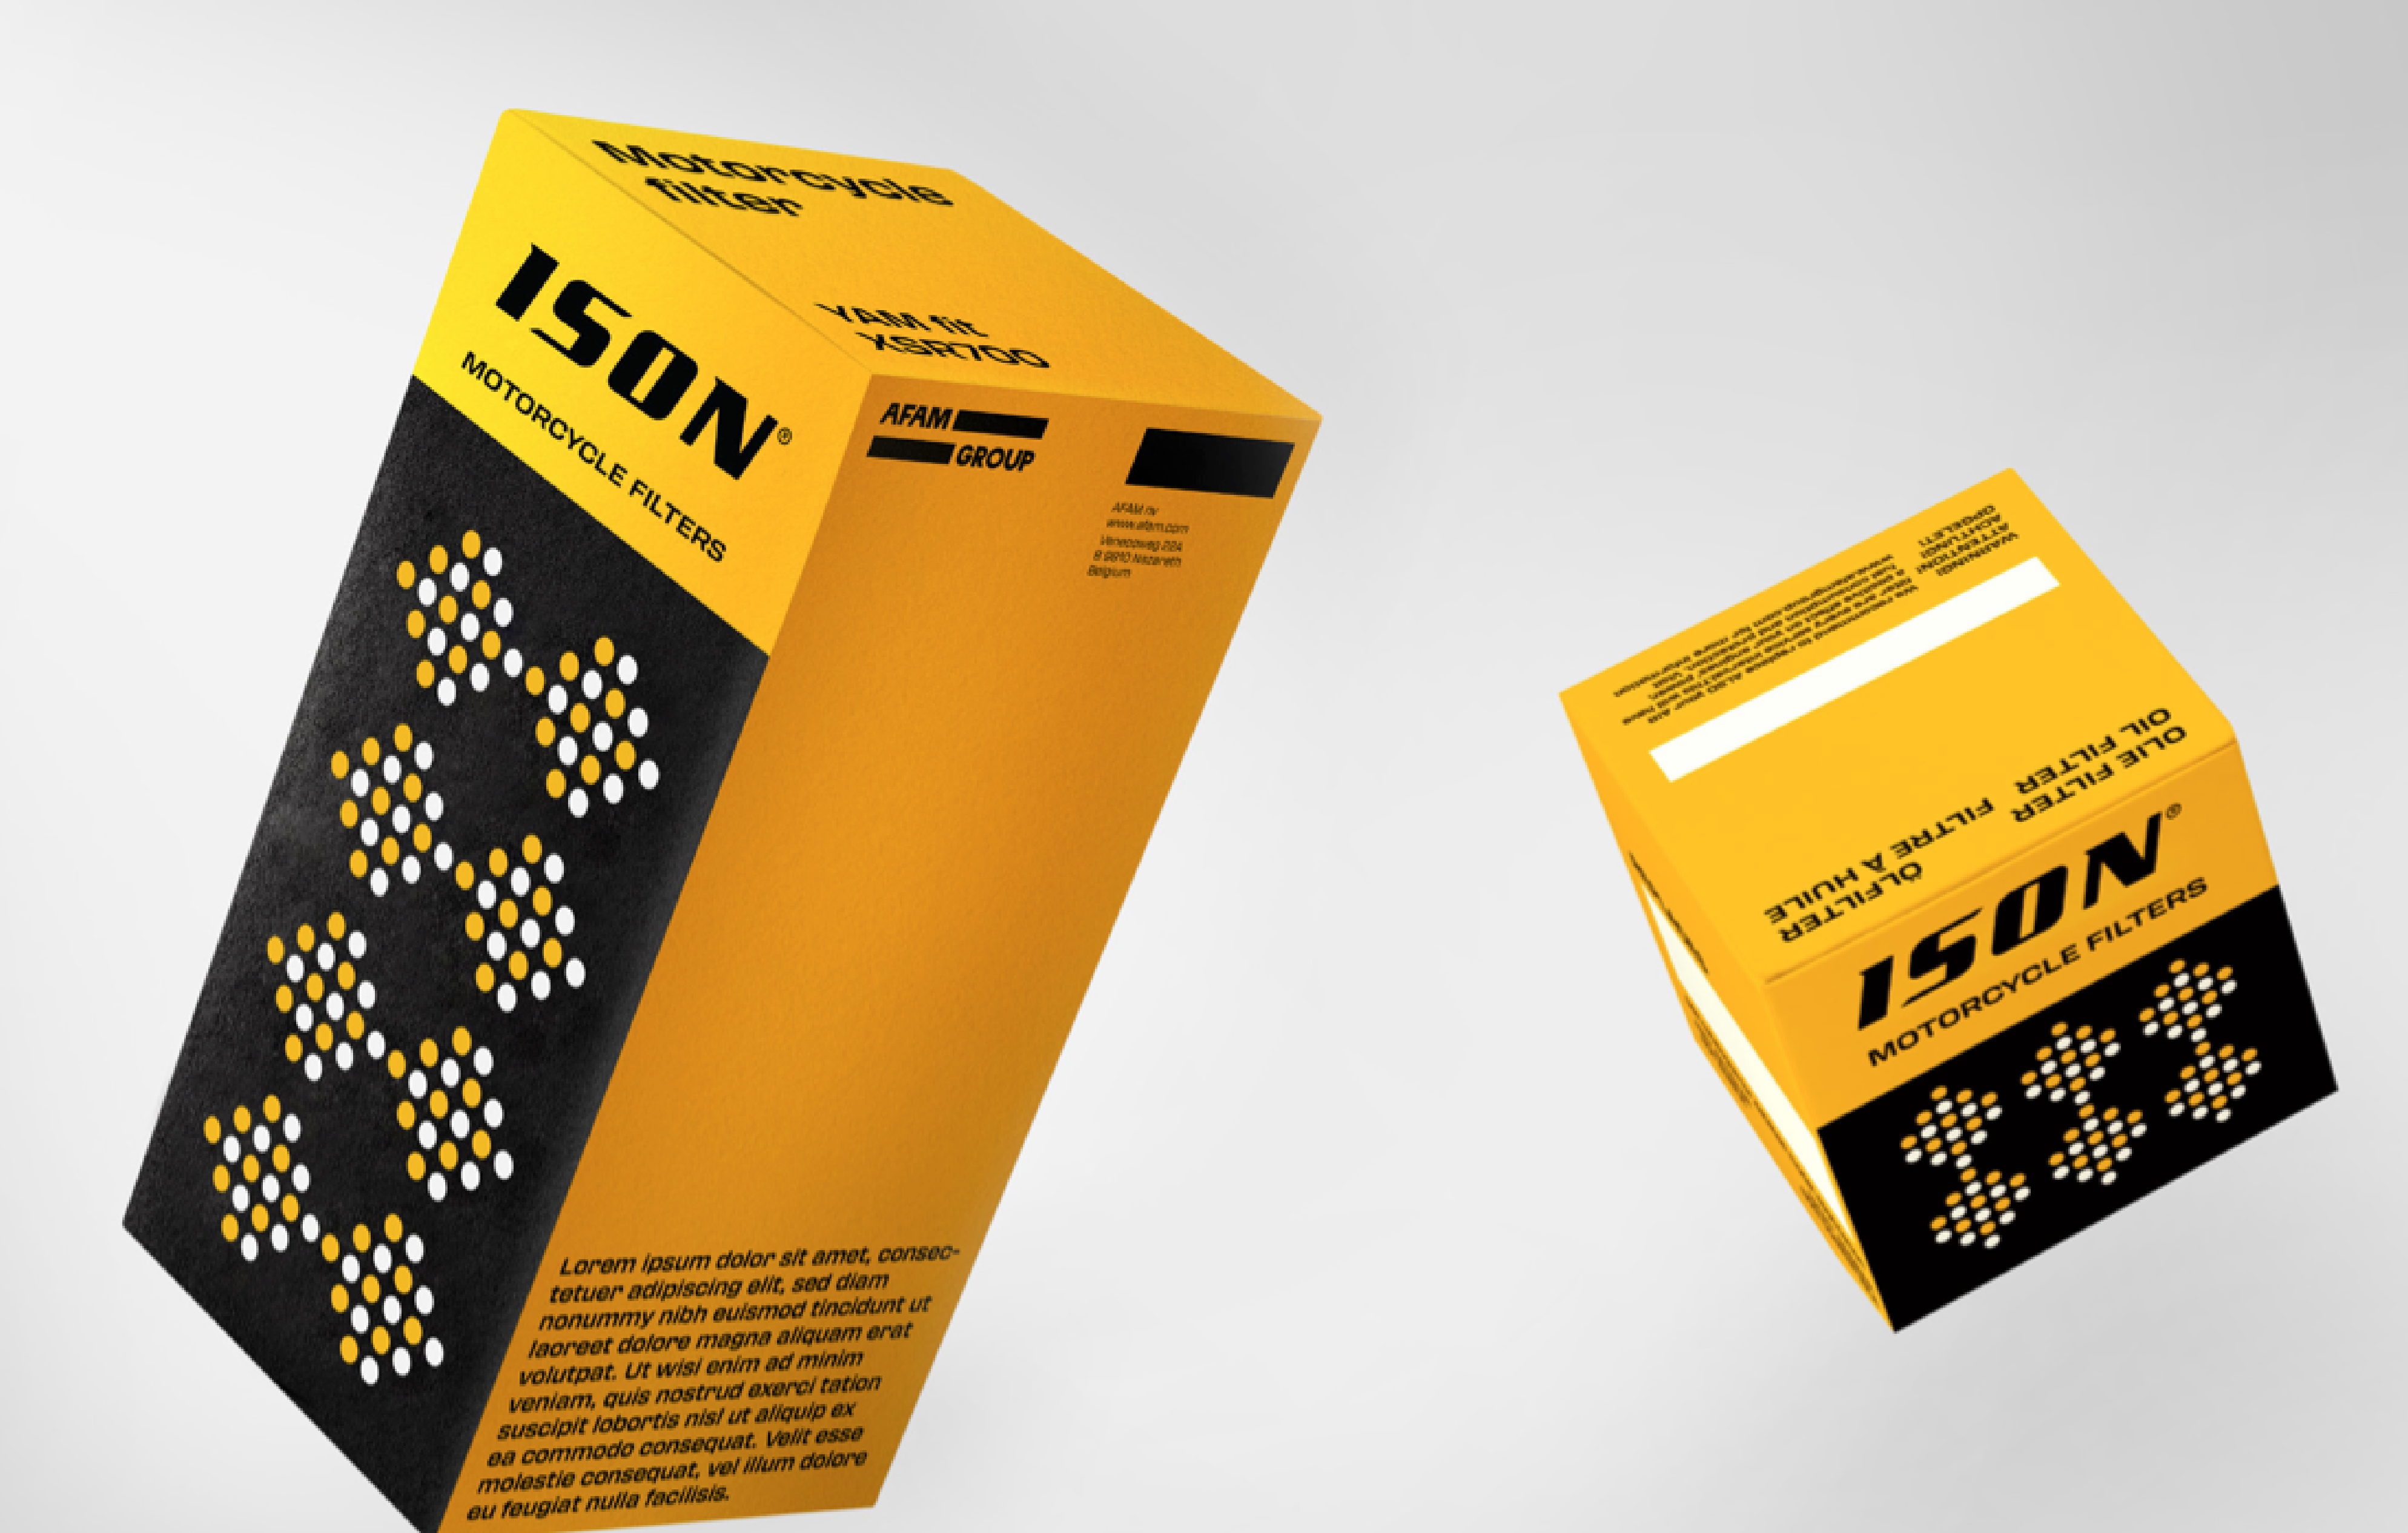 Motorcycle
filter
YAM fit
XSR700
ISON®
MOTORCYCLE FILTERS
AFAM
GROUP
AFAM nv
www.afam.com
B 9810 Nazareth
Belgium
Lorem ipsum dolor sit amet, consec-
tetuer adipiscing elit, sed diam
nonummy nibh euismod tincidunt ut
laoreet dolore magna aliquam erat
volutpat. Ut wisi enim ad minim
veniam, quis nostrud exerci tation
suscipit lobortis nisl ut aliquip ex
ea commodo consequat. Velit esse
molestie consequat, vel illum dolore
eu feugiat nulla facilisis.
WARNING!
ATTENTION!
ACHTUNG!
OPGELET!
OIL FILTER
OLIE FILTER
FILTRE À HUILE
ÖLFILTER
ISON®
MOTORCYCLE FILTERS